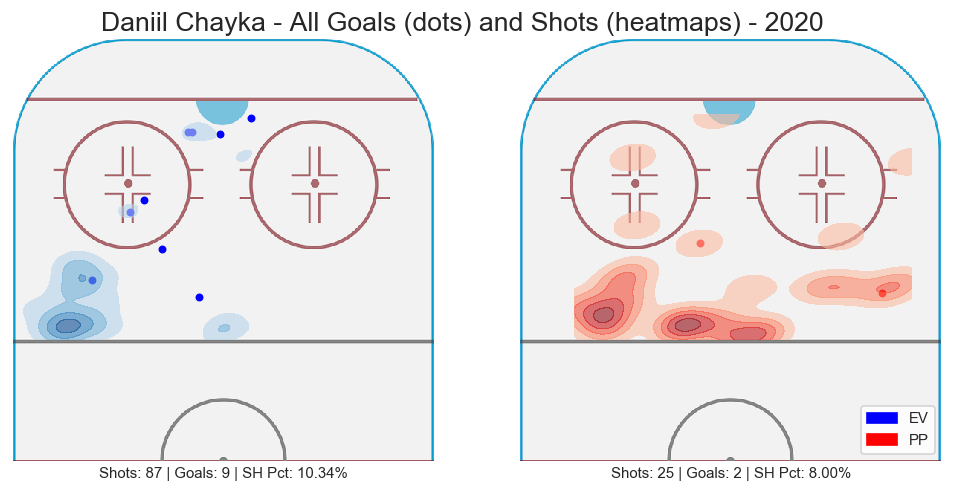 Daniil Chayka - All Goals (dots) and Shots (heatmaps) - 2020
EV
PP
Shots: 87 | Goals: 9 | SH Pct: 10.34%
Shots: 25 | Goals: 2 | SH Pct: 8.00%